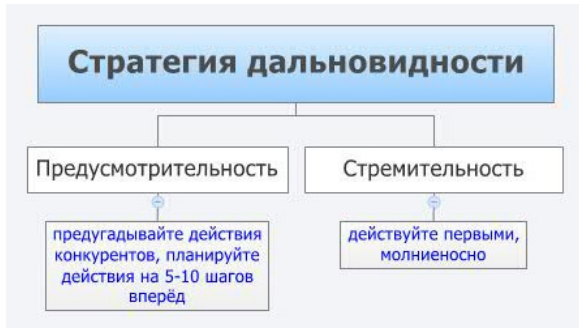 Стратегия дальновидности
Предусмотрительность
Стремительность
предугадывайте действия
конкурентов, планируйте
действия на 5-10 шагов
вперёд
действуйте первыми,
молниеносно